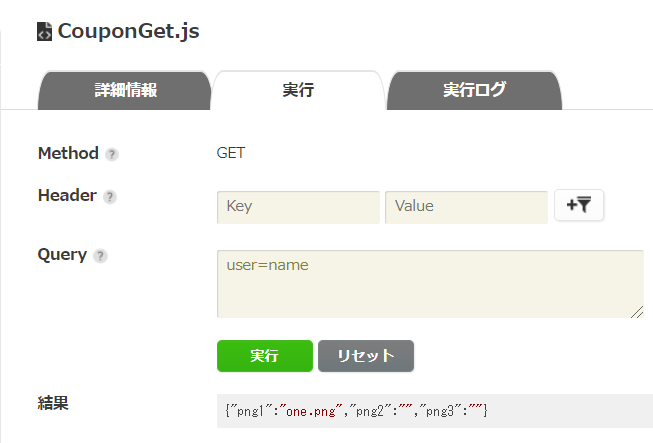 CouponGet.js
詳細情報 実行 実行ログ
Method ? GET
Header ? Key Value +
Query ? user=name
実行 リセット
結果 {"png1":"one.png","png2":"","png3":""}